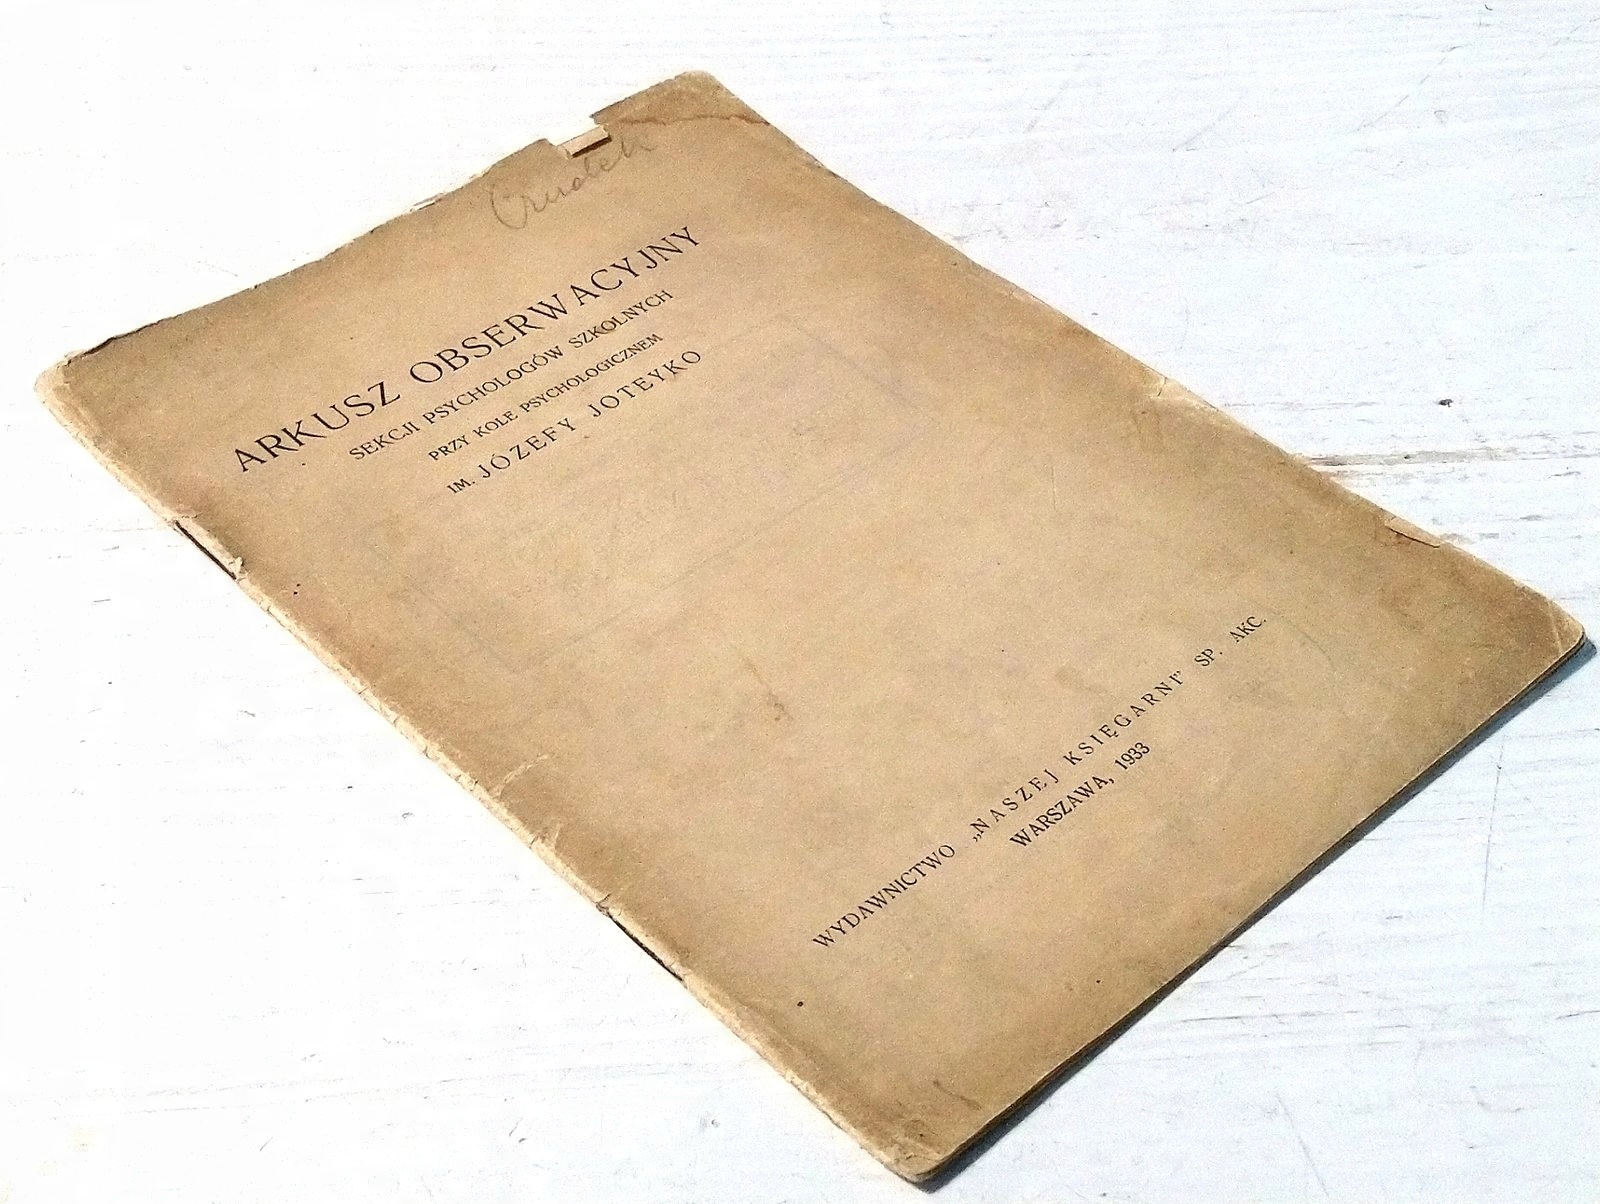 ARKUSZ OBSERWACYJNY
SEKCJI PSYCHOLOGÓW SZKOLNYCH
PRZY KOLE PSYCHOLOGICZNEM
IM. JÓZEFY JOTEYKO
WYDAWNICTWO „NASZEJ KSIĘGARNI" SP. AKC.
WARSZAWA, 1933